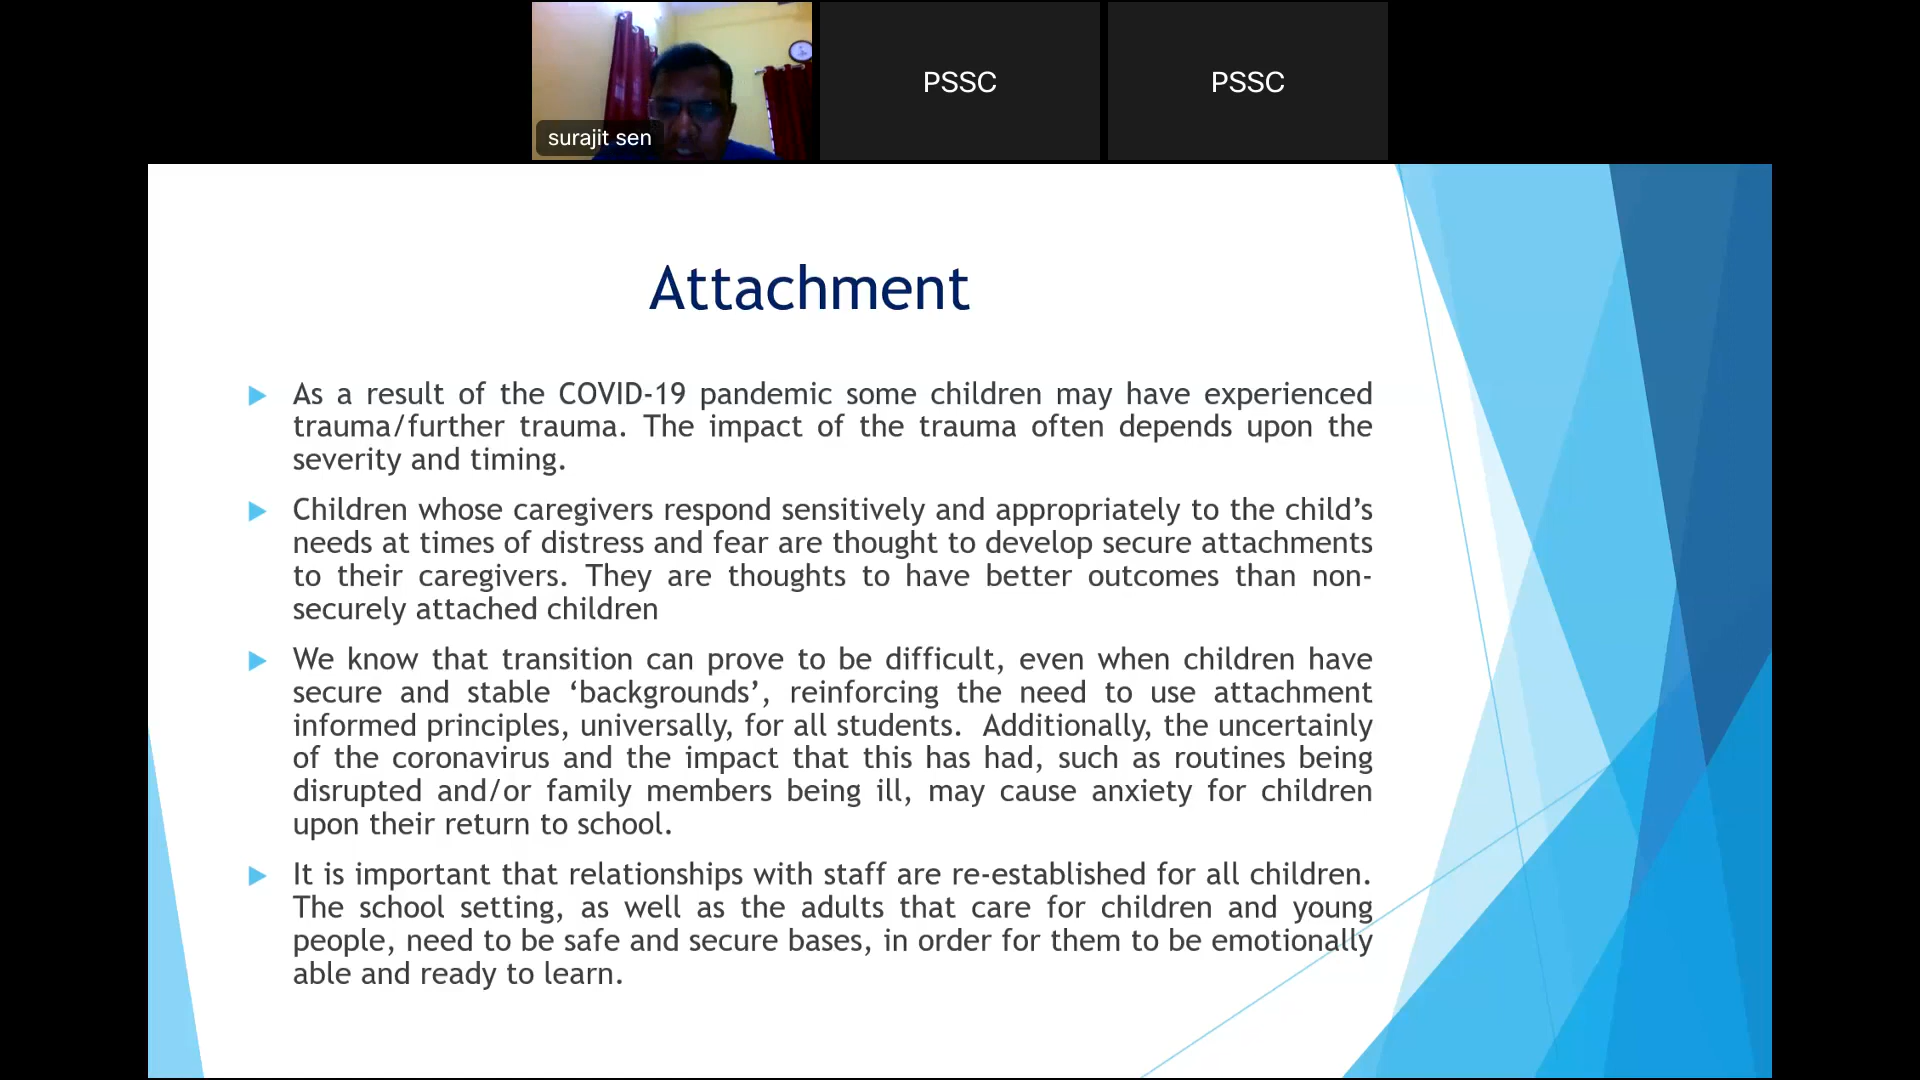 surajit sen
PSSC
PSSC
Attachment
As a result of the COVID-19 pandemic some children may have experienced
trauma/further trauma. The impact of the trauma often depends upon the
severity and timing.
Children whose caregivers respond sensitively and appropriately to the child’s
needs at times of distress and fear are thought to develop secure attachments
to their caregivers. They are thoughts to have better outcomes than non-
securely attached children
We know that transition can prove to be difficult, even when children have
secure and stable ‘backgrounds’, reinforcing the need to use attachment
informed principles, universally, for all students.  Additionally, the uncertainly
of the coronavirus and the impact that this has had, such as routines being
disrupted and/or family members being ill, may cause anxiety for children
upon their return to school.
It is important that relationships with staff are re-established for all children.
The school setting, as well as the adults that care for children and young
people, need to be safe and secure bases, in order for them to be emotionally
able and ready to learn.